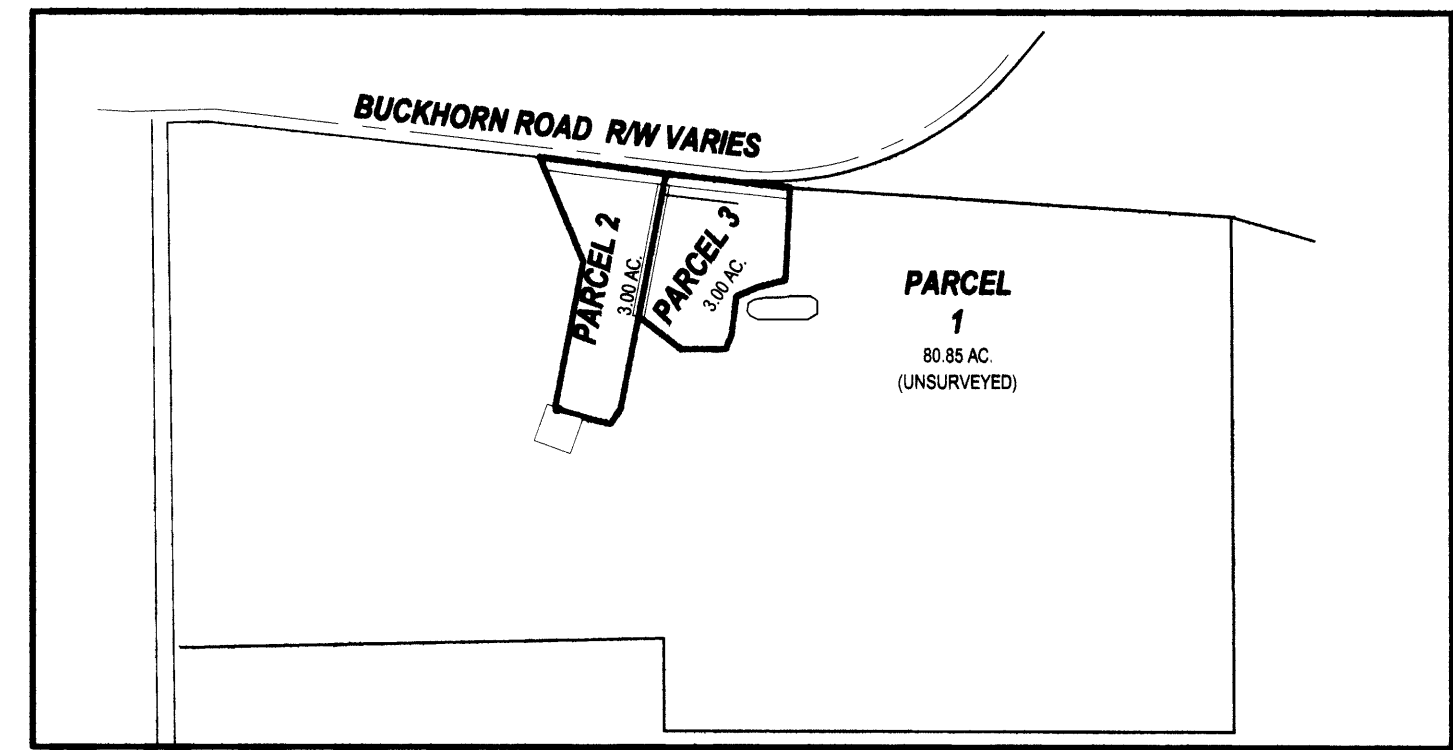 BUCKHORN ROAD R/W VARIES
PARCEL 2
3.00 AC.
PARCEL 3
3.00 AC.
PARCEL
1
80.85 AC.
(UNSURVEYED)